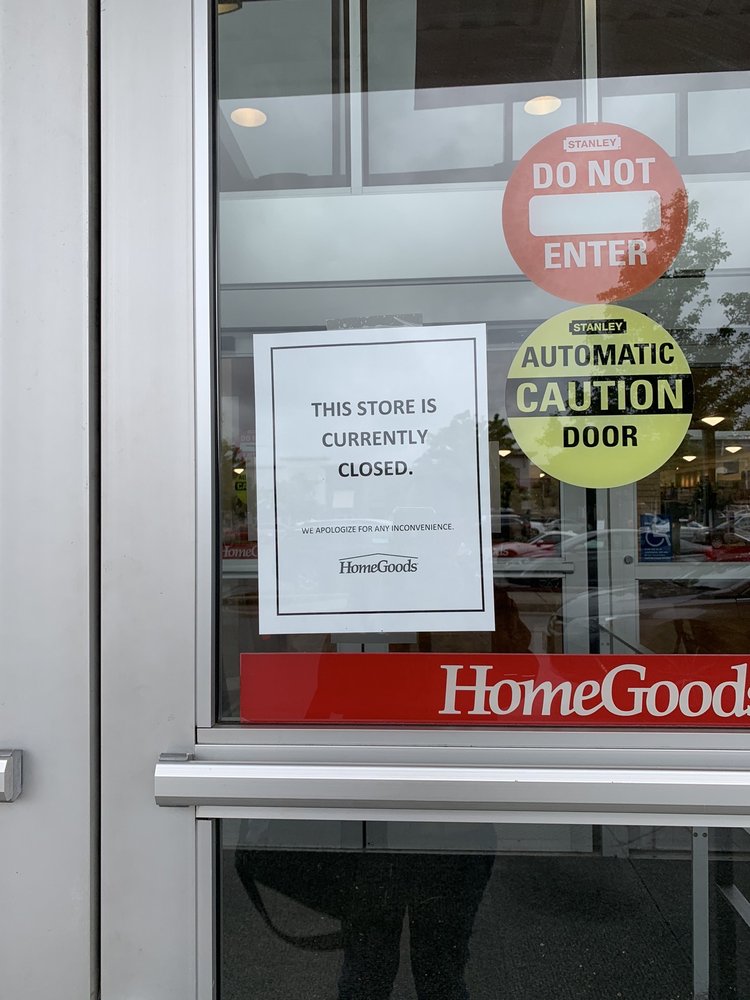 STANLEY
DO NOT
ENTER
STANLEY
AUTOMATIC
CAUTION
DOOR
THIS STORE IS
CURRENTLY
CLOSED.
WE APOLOGIZE FOR ANY INCONVENIENCE.
HomeGoods
HomeGoods